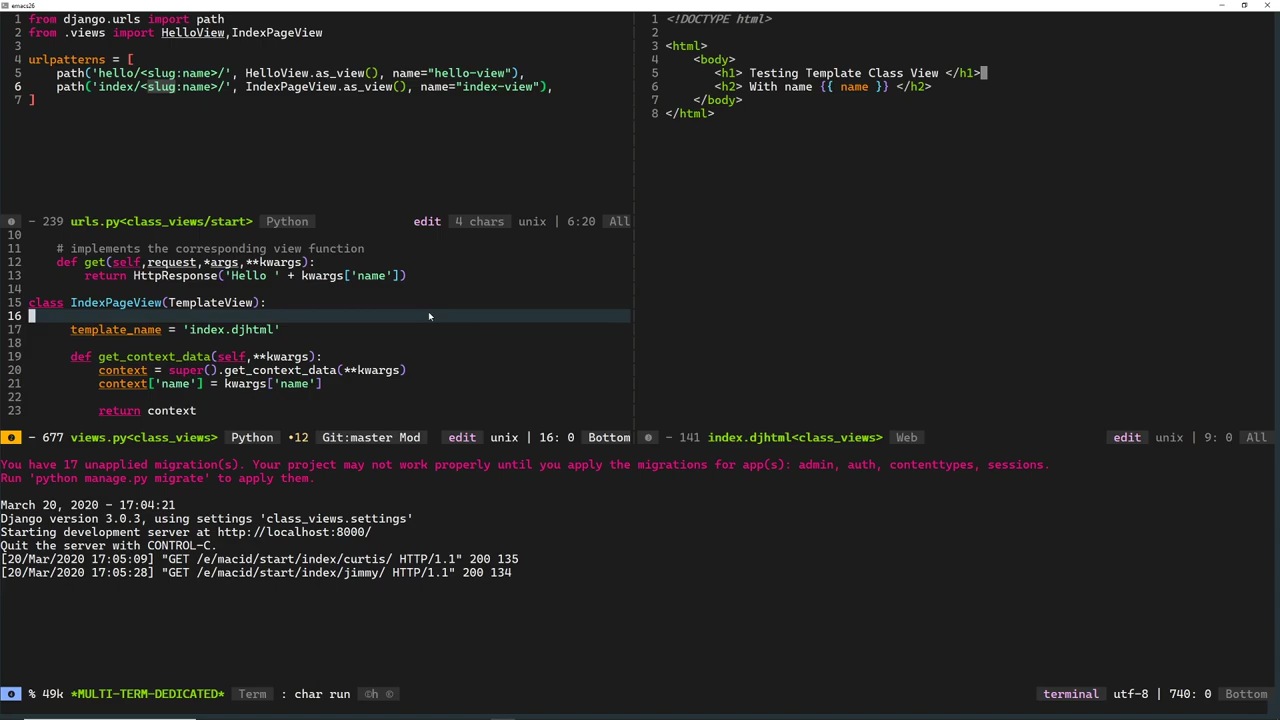 emacs26
1 from django.urls import path
2 from .views import HelloView,IndexPageView
3
4 urlpatterns = [
5     path('hello/<slug:name>/', HelloView.as_view(), name="hello-view"),
6     path('index/<slug:name>/', IndexPageView.as_view(), name="index-view"),
7 ]
- 239 urls.py<class_views/start> Python edit 4 chars unix | 6:20 All
10
11     # implements the corresponding view function
12     def get(self,request,*args,**kwargs):
13         return HttpResponse('Hello ' + kwargs['name'])
14
15 class IndexPageView(TemplateView):
16
17       template_name = 'index.djhtml'
18
19       def get_context_data(self,**kwargs):
20           context = super().get_context_data(**kwargs)
21           context['name'] = kwargs['name']
22
23           return context
2 - 677 views.py<class_views> Python •12 Git:master Mod edit unix | 16: 0 Bottom
1 <!DOCTYPE html>
2
3 <html>
4     <body>
5        <h1> Testing Template Class View </h1>
6        <h2> With name {{ name }} </h2>
7     </body>
8 </html>
- 141 index.djhtml<class_views> Web edit unix | 9: 0 All
You have 17 unapplied migration(s). Your project may not work properly until you apply the migrations for app(s): admin, auth, contenttypes, sessions.
Run 'python manage.py migrate' to apply them.
March 20, 2020 - 17:04:21
Django version 3.0.3, using settings 'class_views.settings'
Starting development server at http://localhost:8000/
Quit the server with CONTROL-C.
[20/Mar/2020 17:05:09] "GET /e/macid/start/index/curtis/ HTTP/1.1" 200 135
[20/Mar/2020 17:05:28] "GET /e/macid/start/index/jimmy/ HTTP/1.1" 200 134
% 49k *MULTI-TERM-DEDICATED* Term : char run ©h © terminal utf-8 | 740: 0 Bottom